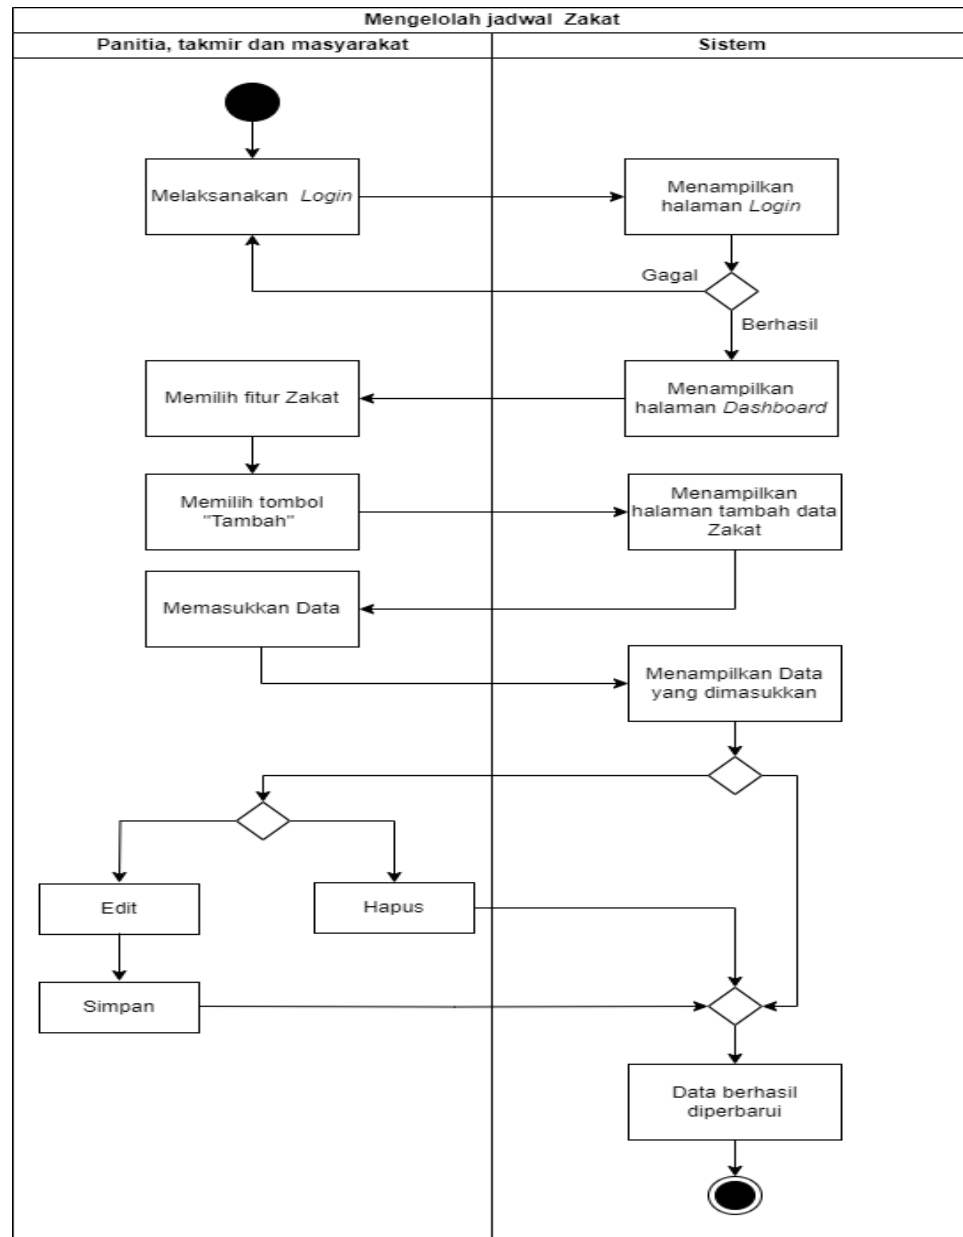 Mengelolah jadwal Zakat
Panitia, takmir dan masyarakat
Sistem
Melaksanakan Login
Menampilkan
halaman Login
Gagal
Berhasil
Memilih fitur Zakat
Menampilkan
halaman Dashboard
Memilih tombol
"Tambah"
Menampilkan
halaman tambah data
Zakat
Memasukkan Data
Menampilkan Data
yang dimasukkan
Edit
Hapus
Simpan
Data berhasil
diperbarui